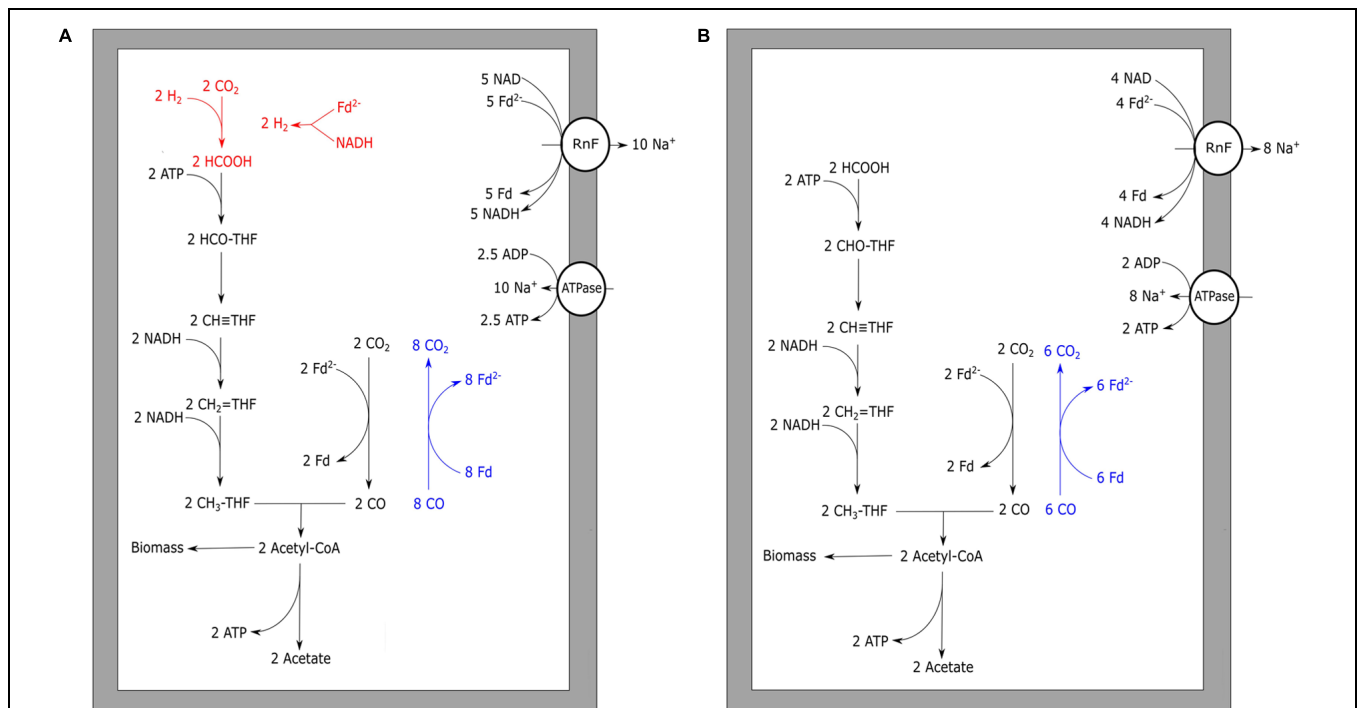 A
2 CO₂
2 H₂
Fd²⁻
2 H₂
NADH
2 HCOOH
2 ATP
2 HCO-THF
2 CH≡THF
2 NADH
2 CH₂=THF
2 NADH
2 CH₃-THF
2 CO₂
8 CO₂
2 Fd²⁻
8 Fd²⁻
2 Fd
8 Fd
2 CO
8 CO
Biomass
2 Acetyl-CoA
2 ATP
2 Acetate
5 NAD
5 Fd²⁻
RnF
10 Na⁺
5 Fd
5 NADH
2.5 ADP
10 Na⁺
ATPase
2.5 ATP
B
2 HCOOH
2 ATP
2 CHO-THF
2 CH≡THF
2 NADH
2 CH₂=THF
2 NADH
2 CH₃-THF
2 CO₂
6 CO₂
2 Fd²⁻
6 Fd²⁻
2 Fd
6 Fd
2 CO
6 CO
Biomass
2 Acetyl-CoA
2 ATP
2 Acetate
4 NAD
4 Fd²⁻
RnF
8 Na⁺
4 Fd
4 NADH
2 ADP
8 Na⁺
ATPase
2 ATP